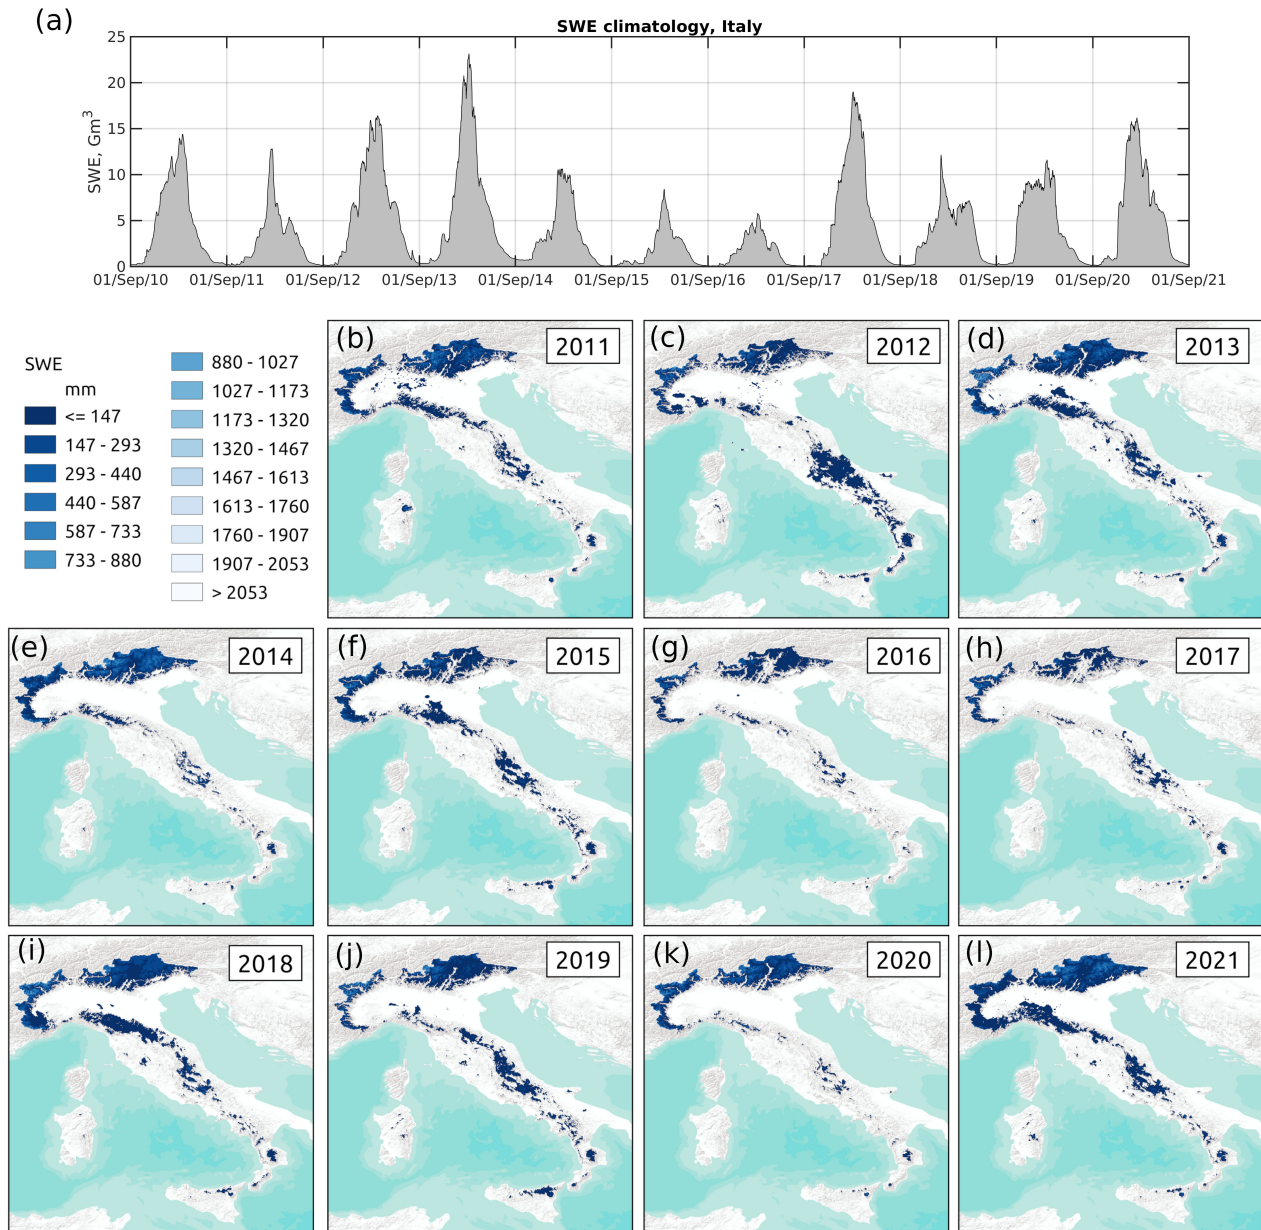 (a)
SWE climatology, Italy
SWE, Gm³
25
20
15
10
5
0
01/Sep/10 01/Sep/11 01/Sep/12 01/Sep/13 01/Sep/14 01/Sep/15 01/Sep/16 01/Sep/17 01/Sep/18 01/Sep/19 01/Sep/20 01/Sep/21
SWE
mm
<= 147
147 - 293
293 - 440
440 - 587
587 - 733
733 - 880
880 - 1027
1027 - 1173
1173 - 1320
1320 - 1467
1467 - 1613
1613 - 1760
1760 - 1907
1907 - 2053
> 2053
(b) 2011
(c) 2012
(d) 2013
(e) 2014
(f) 2015
(g) 2016
(h) 2017
(i) 2018
(j) 2019
(k) 2020
(l) 2021